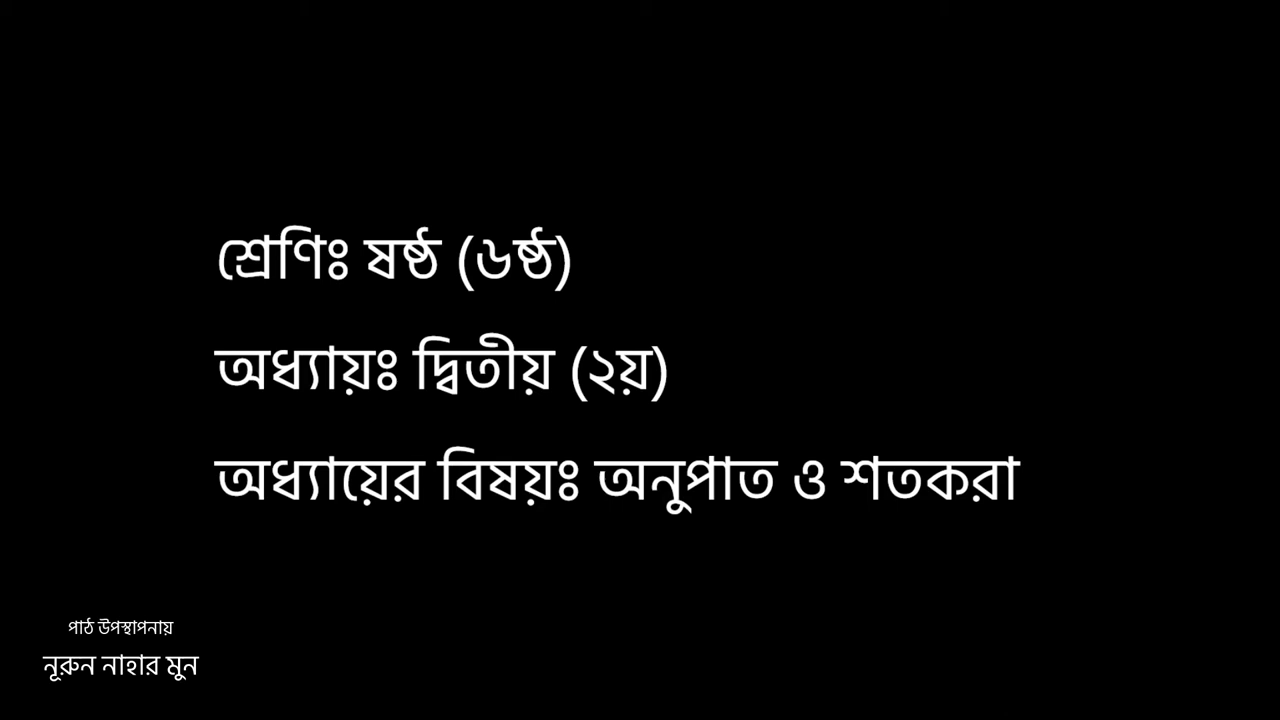 শ্রেণিঃ ষষ্ঠ (৬ষ্ঠ)
অধ্যায়ঃ দ্বিতীয় (২য়)
অধ্যায়ের বিষয়ঃ অনুপাত ও শতকরা
পাঠ উপস্থাপনায়
নূরুন নাহার মুন